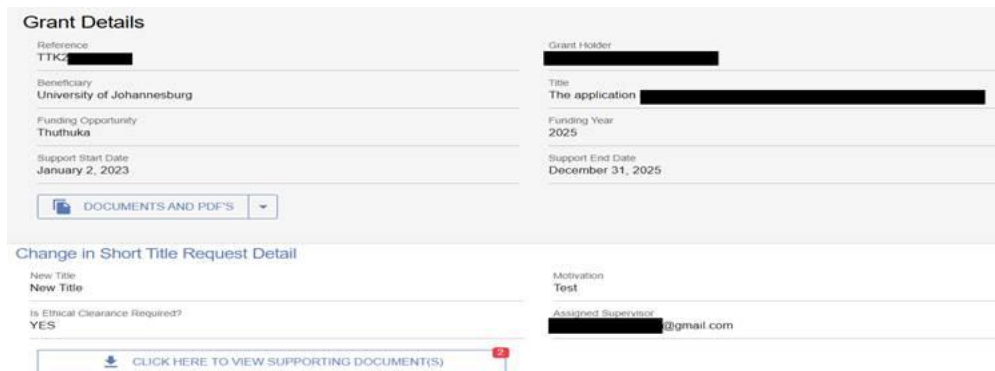 Grant Details
Reference
Grant Holder
TTK2
Beneficiary
Title
University of Johannesburg
The application
Funding Opportunity
Funding Year
Thuthuka
2025
Support Start Date
Support End Date
January 2, 2023
December 31, 2025
DOCUMENTS AND PDF'S
Change in Short Title Request Detail
New Title
Motivation
New Title
Test
Is Ethical Clearance Required?
Assigned Supervisor
YES
@gmail.com
2
CLICK HERE TO VIEW SUPPORTING DOCUMENT(S)